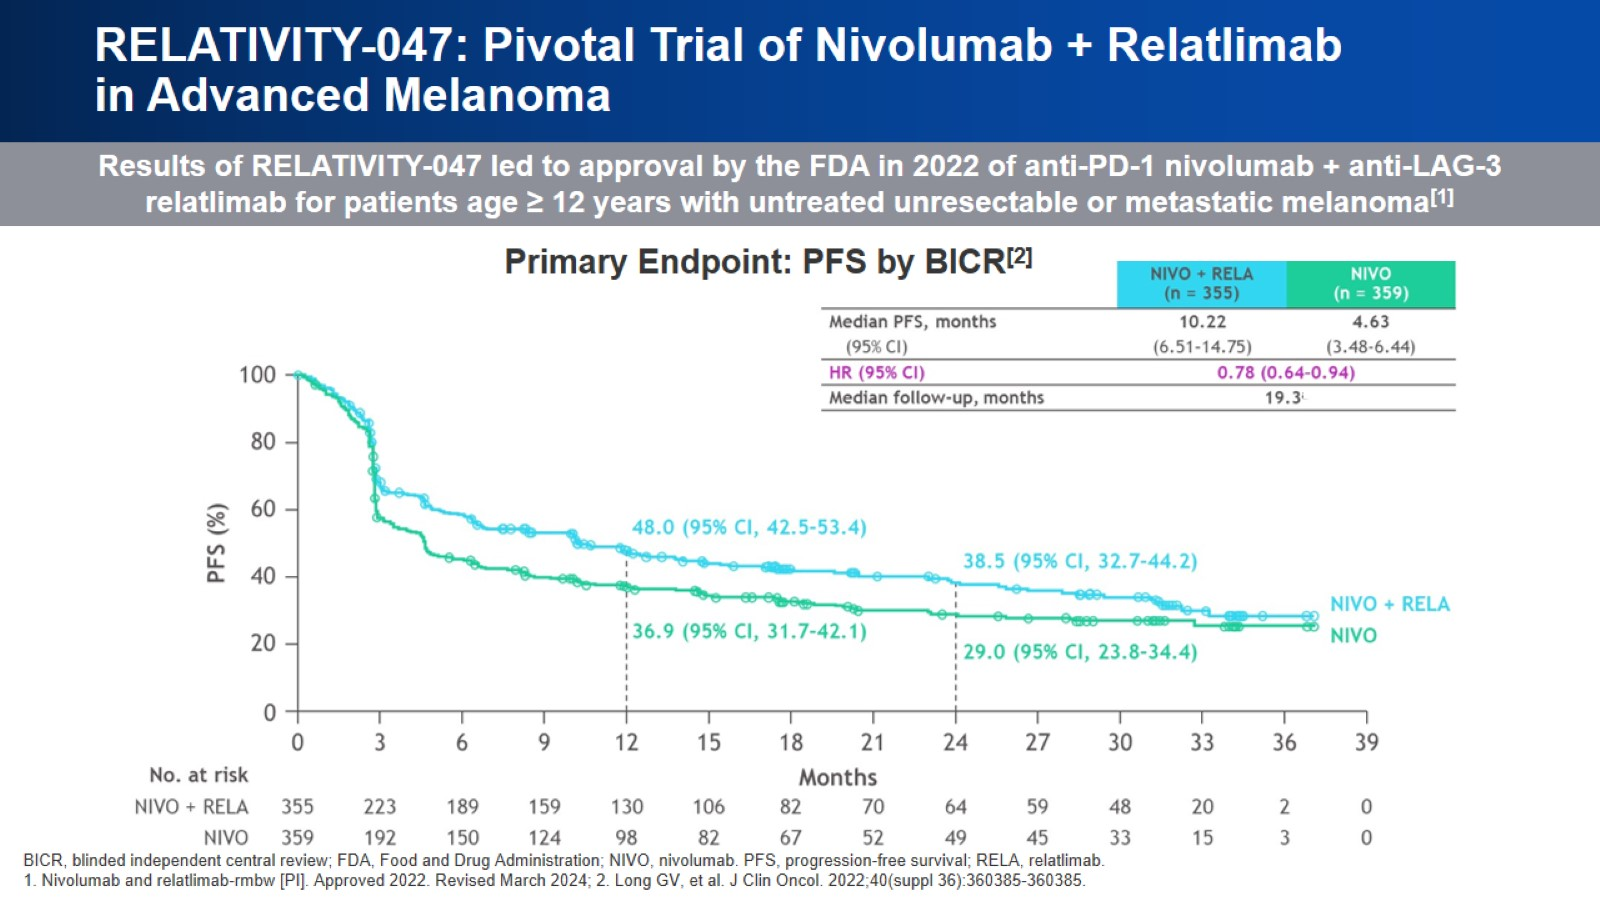 RELATIVITY-047: Pivotal Trial of Nivolumab + Relatlimab
in Advanced Melanoma
Results of RELATIVITY-047 led to approval by the FDA in 2022 of anti-PD-1 nivolumab + anti-LAG-3
relatlimab for patients age ≥ 12 years with untreated unresectable or metastatic melanoma[1]
Primary Endpoint: PFS by BICR[2]
NIVO + RELA NIVO
(n = 355) (n = 359)
Median PFS, months 10.22 4.63
(95% CI) (6.51-14.75) (3.48-6.44)
HR (95% CI) 0.78 (0.64-0.94)
Median follow-up, months 19.3
PFS (%)
100
80
60
40
20
0
48.0 (95% CI, 42.5-53.4)
38.5 (95% CI, 32.7-44.2)
NIVO + RELA
36.9 (95% CI, 31.7-42.1)
NIVO
29.0 (95% CI, 23.8-34.4)
0 3 6 9 12 15 18 21 24 27 30 33 36 39
No. at risk Months
NIVO + RELA 355 223 189 159 130 106 82 70 64 59 48 20 2 0
NIVO 359 192 150 124 98 82 67 52 49 45 33 15 3 0
BICR, blinded independent central review; FDA, Food and Drug Administration; NIVO, nivolumab. PFS, progression-free survival; RELA, relatlimab.
1. Nivolumab and relatlimab-rmbw [PI]. Approved 2022. Revised March 2024; 2. Long GV, et al. J Clin Oncol. 2022;40(suppl 36):360385-360385.